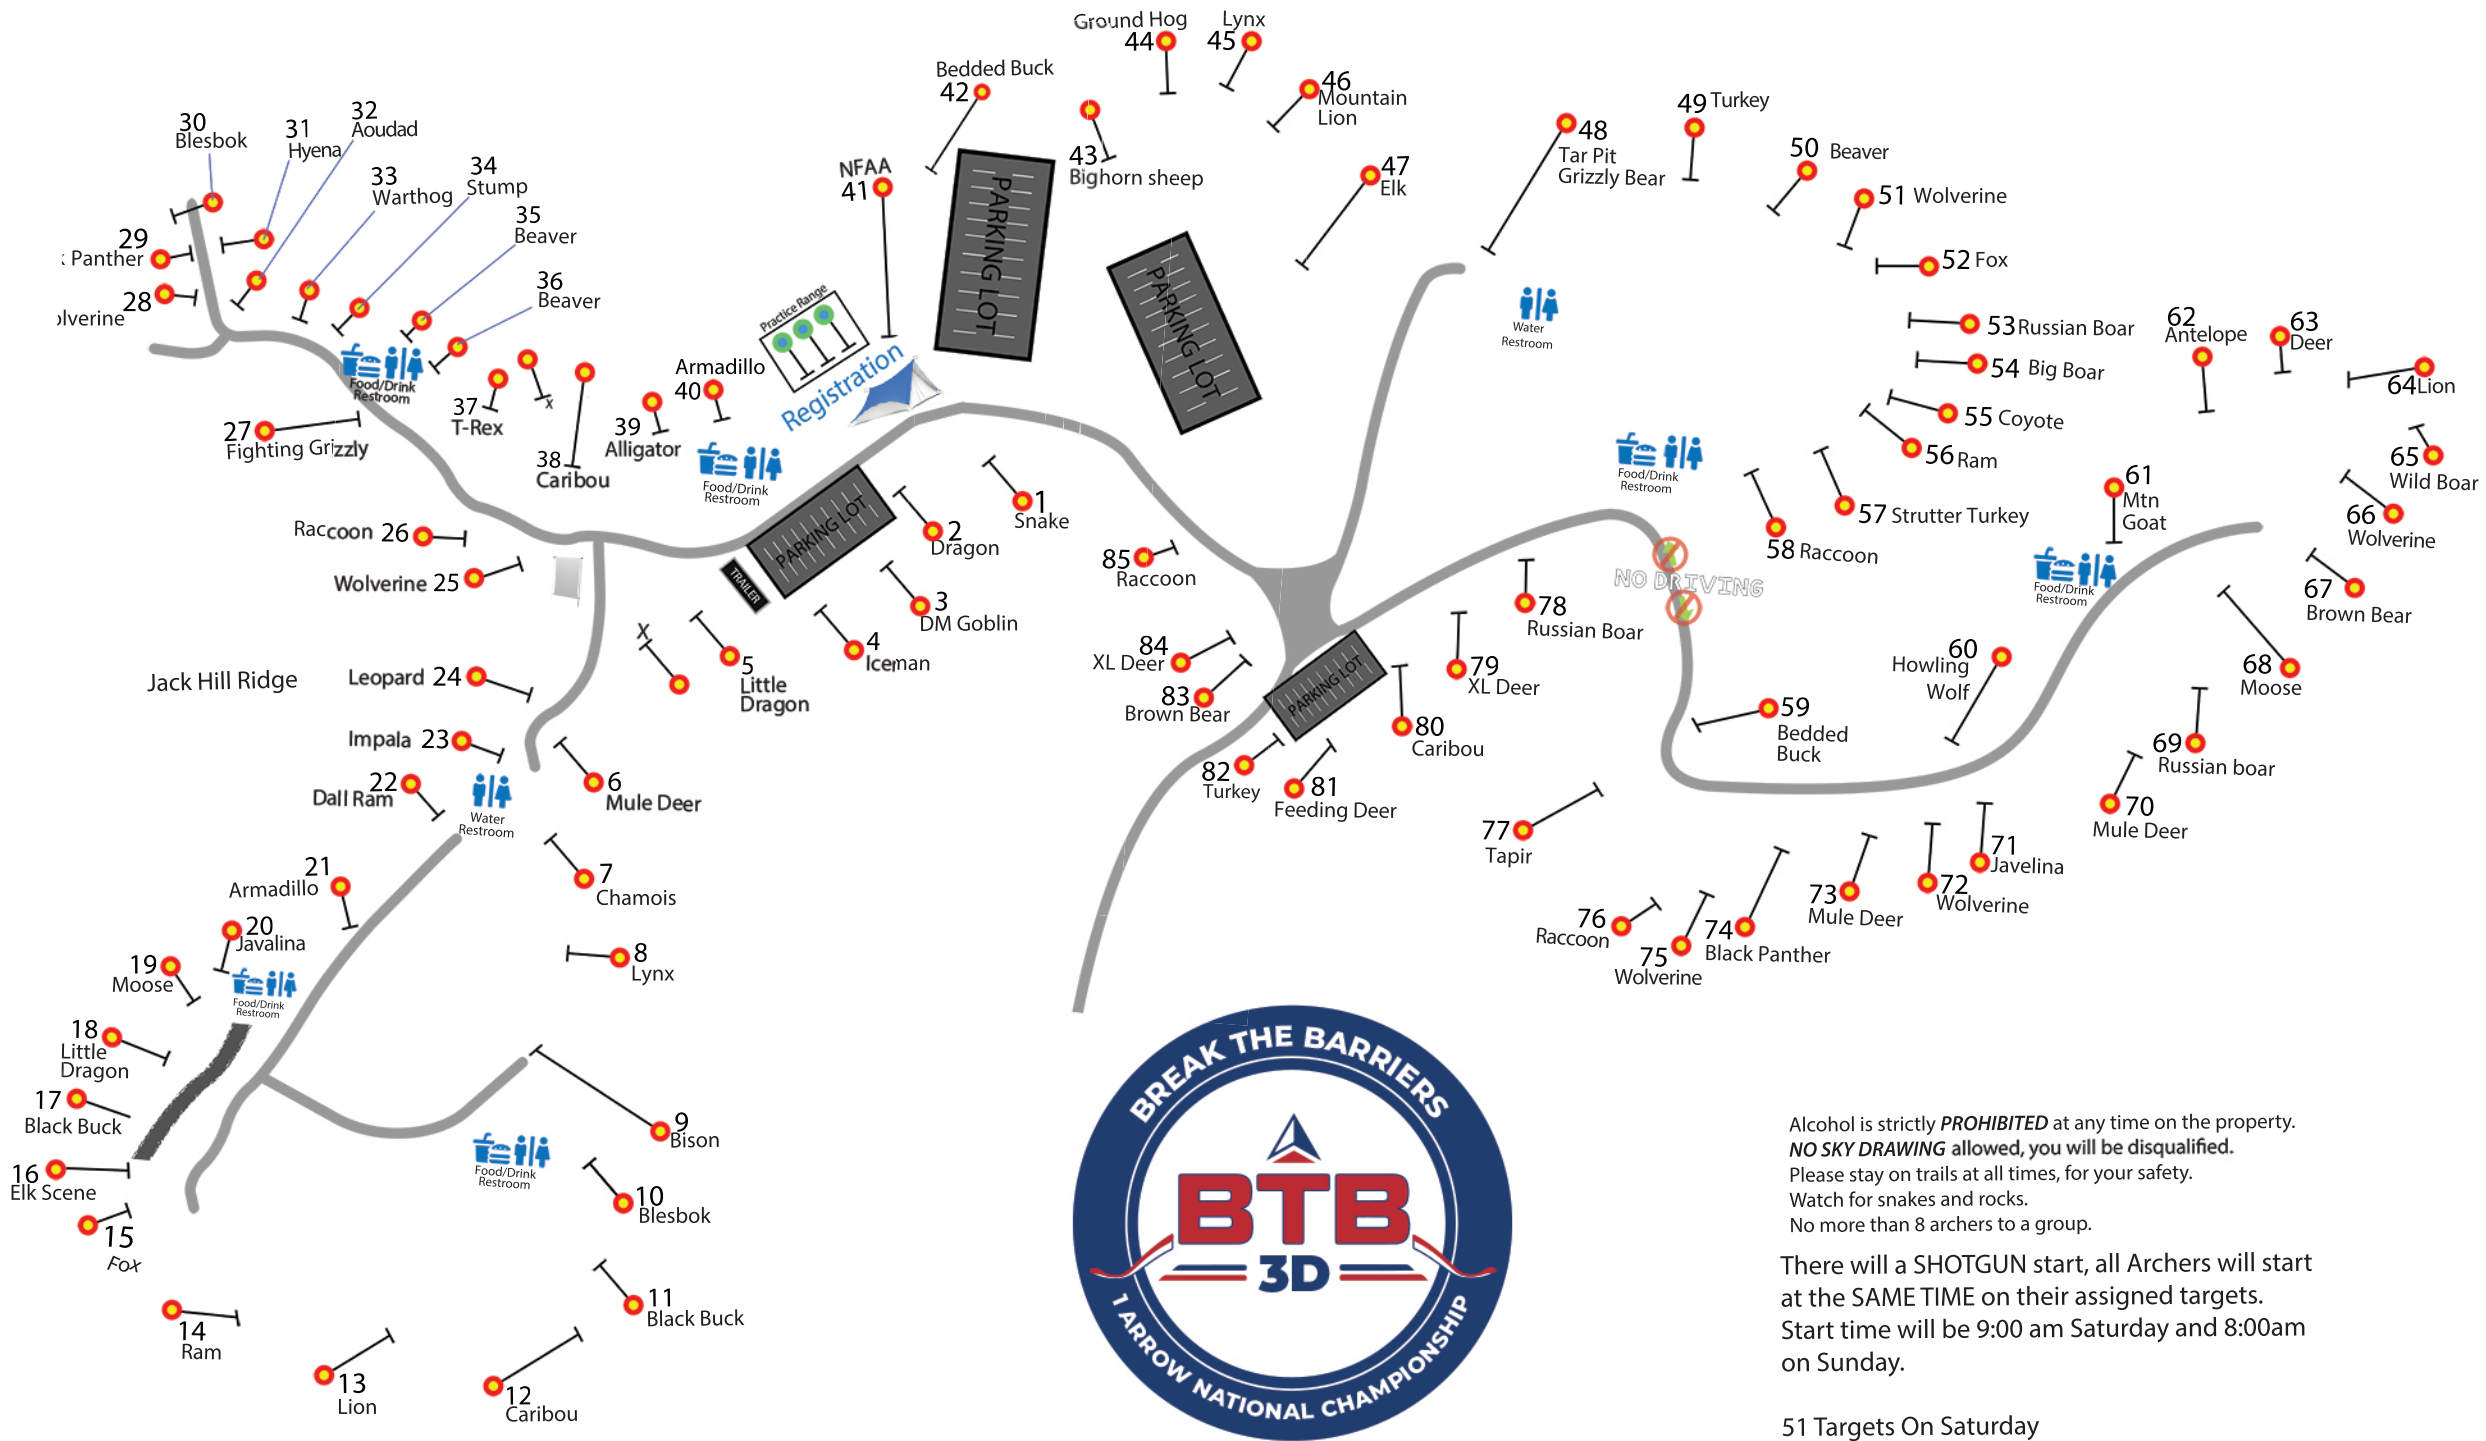 Ground Hog
44
Lynx
45
46
Mountain
Lion
Bedded Buck
42
43
Bighorn sheep
47
Elk
48
Tar Pit
Grizzly Bear
49 Turkey
50 Beaver
51 Wolverine
52 Fox
53 Russian Boar
54 Big Boar
55 Coyote
56 Ram
57 Strutter Turkey
58 Raccoon
62
Antelope
63
Deer
64 Lion
65
Wild Boar
66
Wolverine
67
Brown Bear
61
Mtn
Goat
68
Moose
60
Howling
Wolf
59
Bedded
Buck
69
Russian boar
70
Mule Deer
71
Javelina
72
Wolverine
73
Mule Deer
74
Black Panther
75
Wolverine
76
Raccoon
77
Tapir
78
Russian Boar
79
XL Deer
80
Caribou
81
Feeding Deer
82
Turkey
83
Brown Bear
84
XL Deer
85
Raccoon
30
Blesbok
31
Hyena
32
Aoudad
33
Warthog
34
Stump
35
Beaver
36
Beaver
29
Panther
28
lverine
27
Fighting Grizzly
37
T-Rex
x
38
Caribou
39
Alligator
Armadillo
40
NFAA
41
Practice Range
Registration
PARKING LOT
PARKING LOT
PARKING LOT
PARKING LOT
TRAILER
Food/Drink
Restroom
Food/Drink
Restroom
Water
Restroom
Food/Drink
Restroom
Food/Drink
Restroom
NO DRIVING
1
Snake
2
Dragon
3
DM Goblin
4
Iceman
5
Little
Dragon
X
Raccoon 26
Wolverine 25
Jack Hill Ridge
Leopard 24
Impala 23
22
Dall Ram
Water
Restroom
6
Mule Deer
7
Chamois
8
Lynx
21
Armadillo
20
Javalina
19
Moose
Food/Drink
Restroom
18
Little
Dragon
17
Black Buck
16
Elk Scene
15
Fox
14
Ram
13
Lion
12
Caribou
11
Black Buck
10
Blesbok
9
Bison
Food/Drink
Restroom
BREAK THE BARRIERS
BTB
3D
1 ARROW NATIONAL CHAMPIONSHIP
Alcohol is strictly PROHIBITED at any time on the property.
NO SKY DRAWING allowed, you will be disqualified.
Please stay on trails at all times, for your safety.
Watch for snakes and rocks.
No more than 8 archers to a group.
There will a SHOTGUN start, all Archers will start
at the SAME TIME on their assigned targets.
Start time will be 9:00 am Saturday and 8:00am
on Sunday.
51 Targets On Saturday